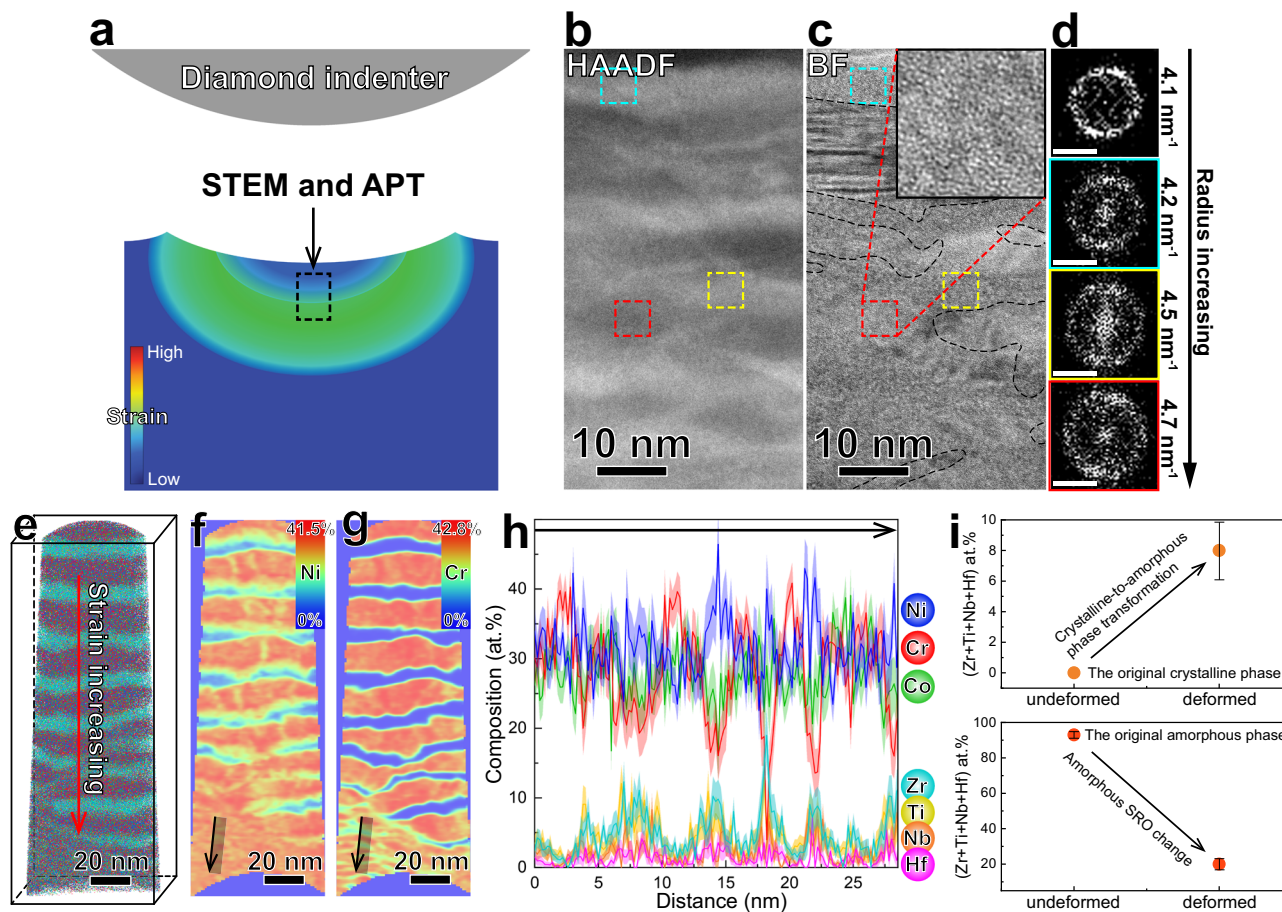 a
Diamond indenter
STEM and APT
High
Strain
Low
b
HAADF
10 nm
c
BF
10 nm
d
4.1 nm⁻¹
4.2 nm⁻¹
4.5 nm⁻¹
4.7 nm⁻¹
Radius increasing
e
Strain increasing
20 nm
f
41.5%
Ni
0%
20 nm
g
42.8%
Cr
0%
20 nm
h
Composition (at.%)
40
30
20
10
0
0
5
10
15
20
25
Distance (nm)
Ni
Cr
Co
Zr
Ti
Nb
Hf
i
(Zr+Ti+Nb+Hf) at.%
10
8
6
4
2
0
Crystalline-to-amorphous
phase transformation
The original crystalline phase
undeformed
deformed
(Zr+Ti+Nb+Hf) at.%
100
80
60
40
20
The original amorphous phase
Amorphous SRO change
undeformed
deformed